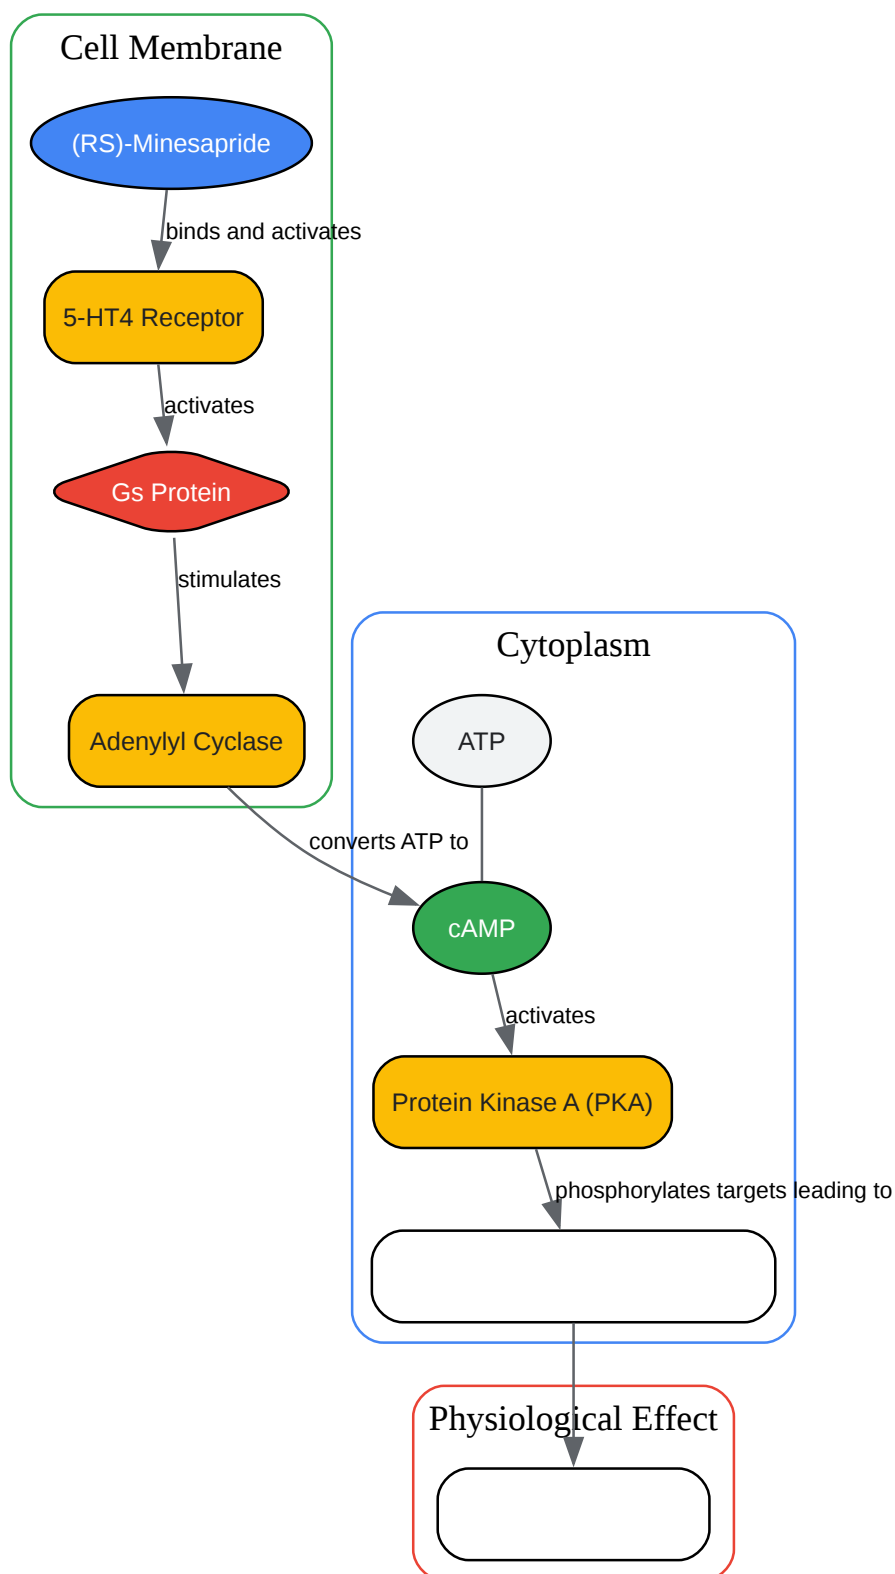 Cell Membrane
(RS)-Minesapride
binds and activates
5-HT4 Receptor
activates
Gs Protein
stimulates
Adenylyl Cyclase
Cytoplasm
ATP
converts ATP to
cAMP
activates
Protein Kinase A (PKA)
phosphorylates targets leading to
Physiological Effect